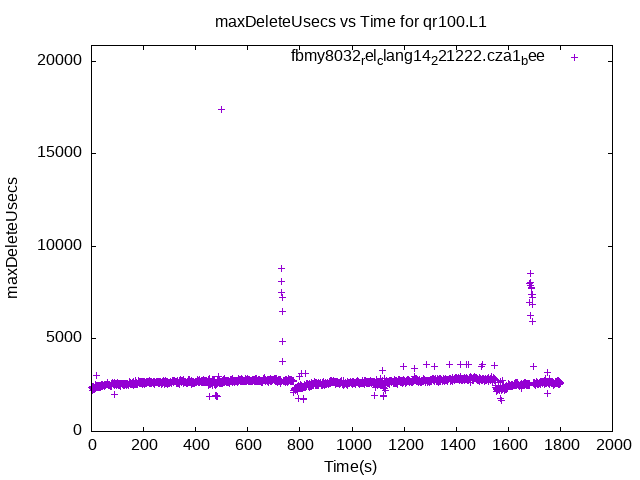 maxDeleteUsecs vs Time for qr100.L1
fbmy8032relclang14221222.cza1bee
20000
15000
10000
5000
0
maxDeleteUsecs
0 200 400 600 800 1000 1200 1400 1600 1800 2000
Time(s)